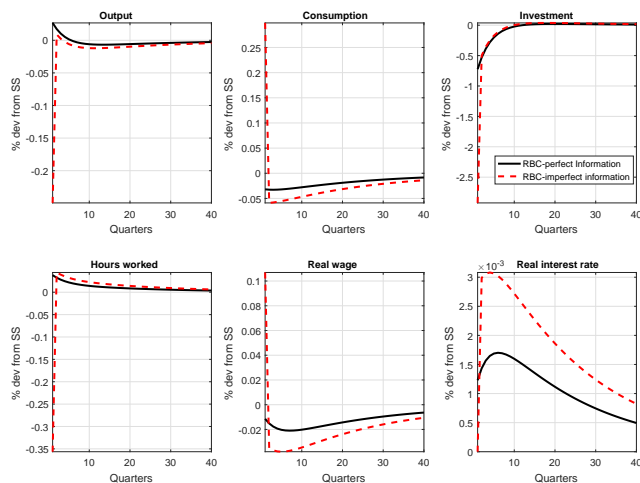 Output
% dev from SS
0
-0.05
-0.1
-0.15
-0.2
10 20 30 40
Quarters
Consumption
% dev from SS
0.25
0.2
0.15
0.1
0.05
0
-0.05
10 20 30 40
Quarters
Investment
% dev from SS
0
-0.5
-1
-1.5
-2
-2.5
RBC-perfect Information
RBC-imperfect information
10 20 30 40
Quarters
Hours worked
% dev from SS
0
-0.05
-0.1
-0.15
-0.2
-0.25
-0.3
-0.35
10 20 30 40
Quarters
Real wage
% dev from SS
0.1
0.08
0.06
0.04
0.02
0
-0.02
10 20 30 40
Quarters
Real interest rate
×10-3
% dev from SS
3
2.5
2
1.5
1
0.5
0
10 20 30 40
Quarters